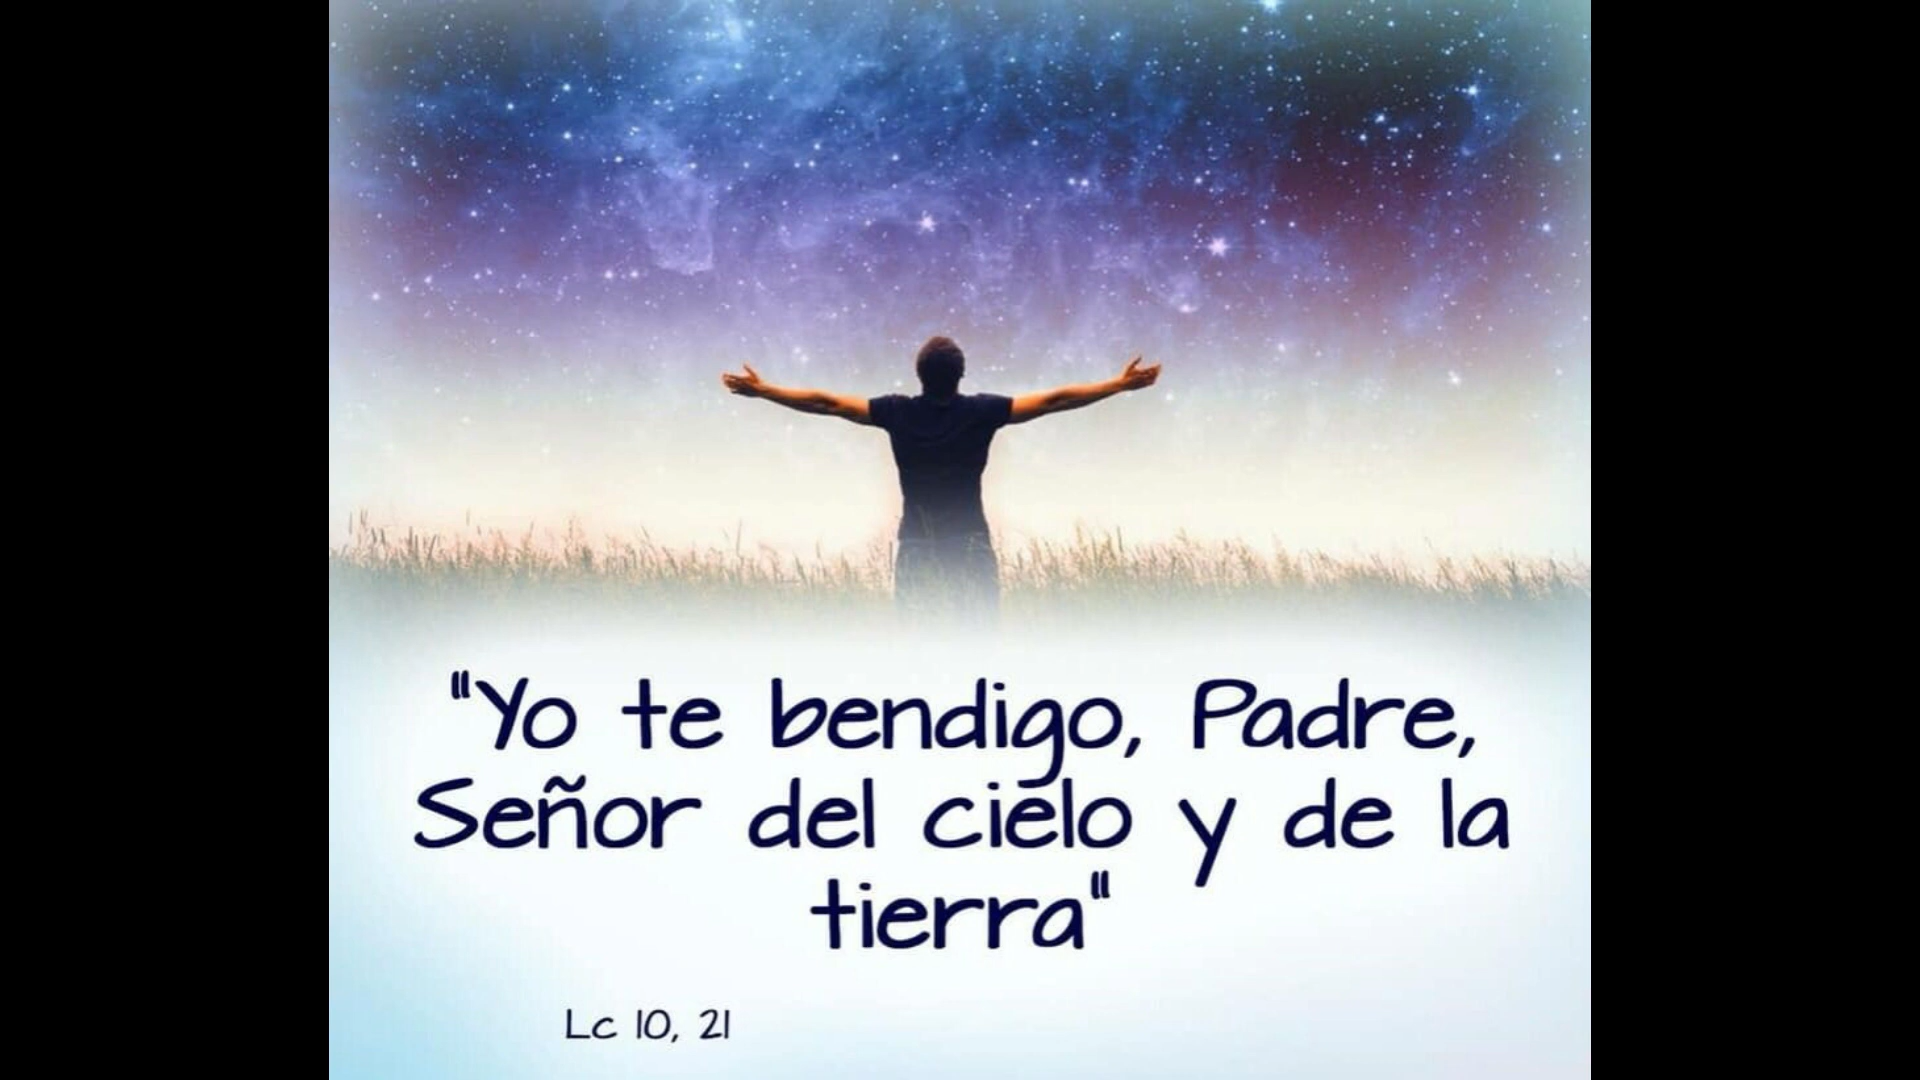 "Yo te bendigo, Padre,
Señor del cielo y de la
tierra"
Lc 10, 21